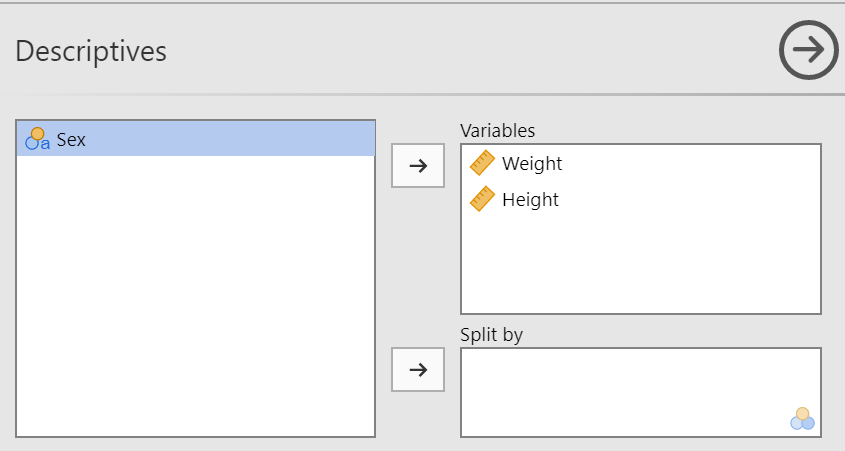 Descriptives
Sex
Variables
Weight
Height
Split by